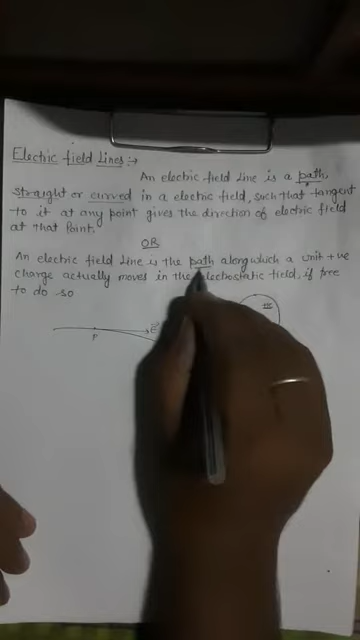 Electric field Lines :→
An electric field Line is a path,
straight or curved in a electric field, such that tangent
to it at any point gives the direction of electric field
at that Point.
OR
An electric field Line is the path along which a unit +ve
charge actually moves in the electrostatic field, if free
to do so
P
E